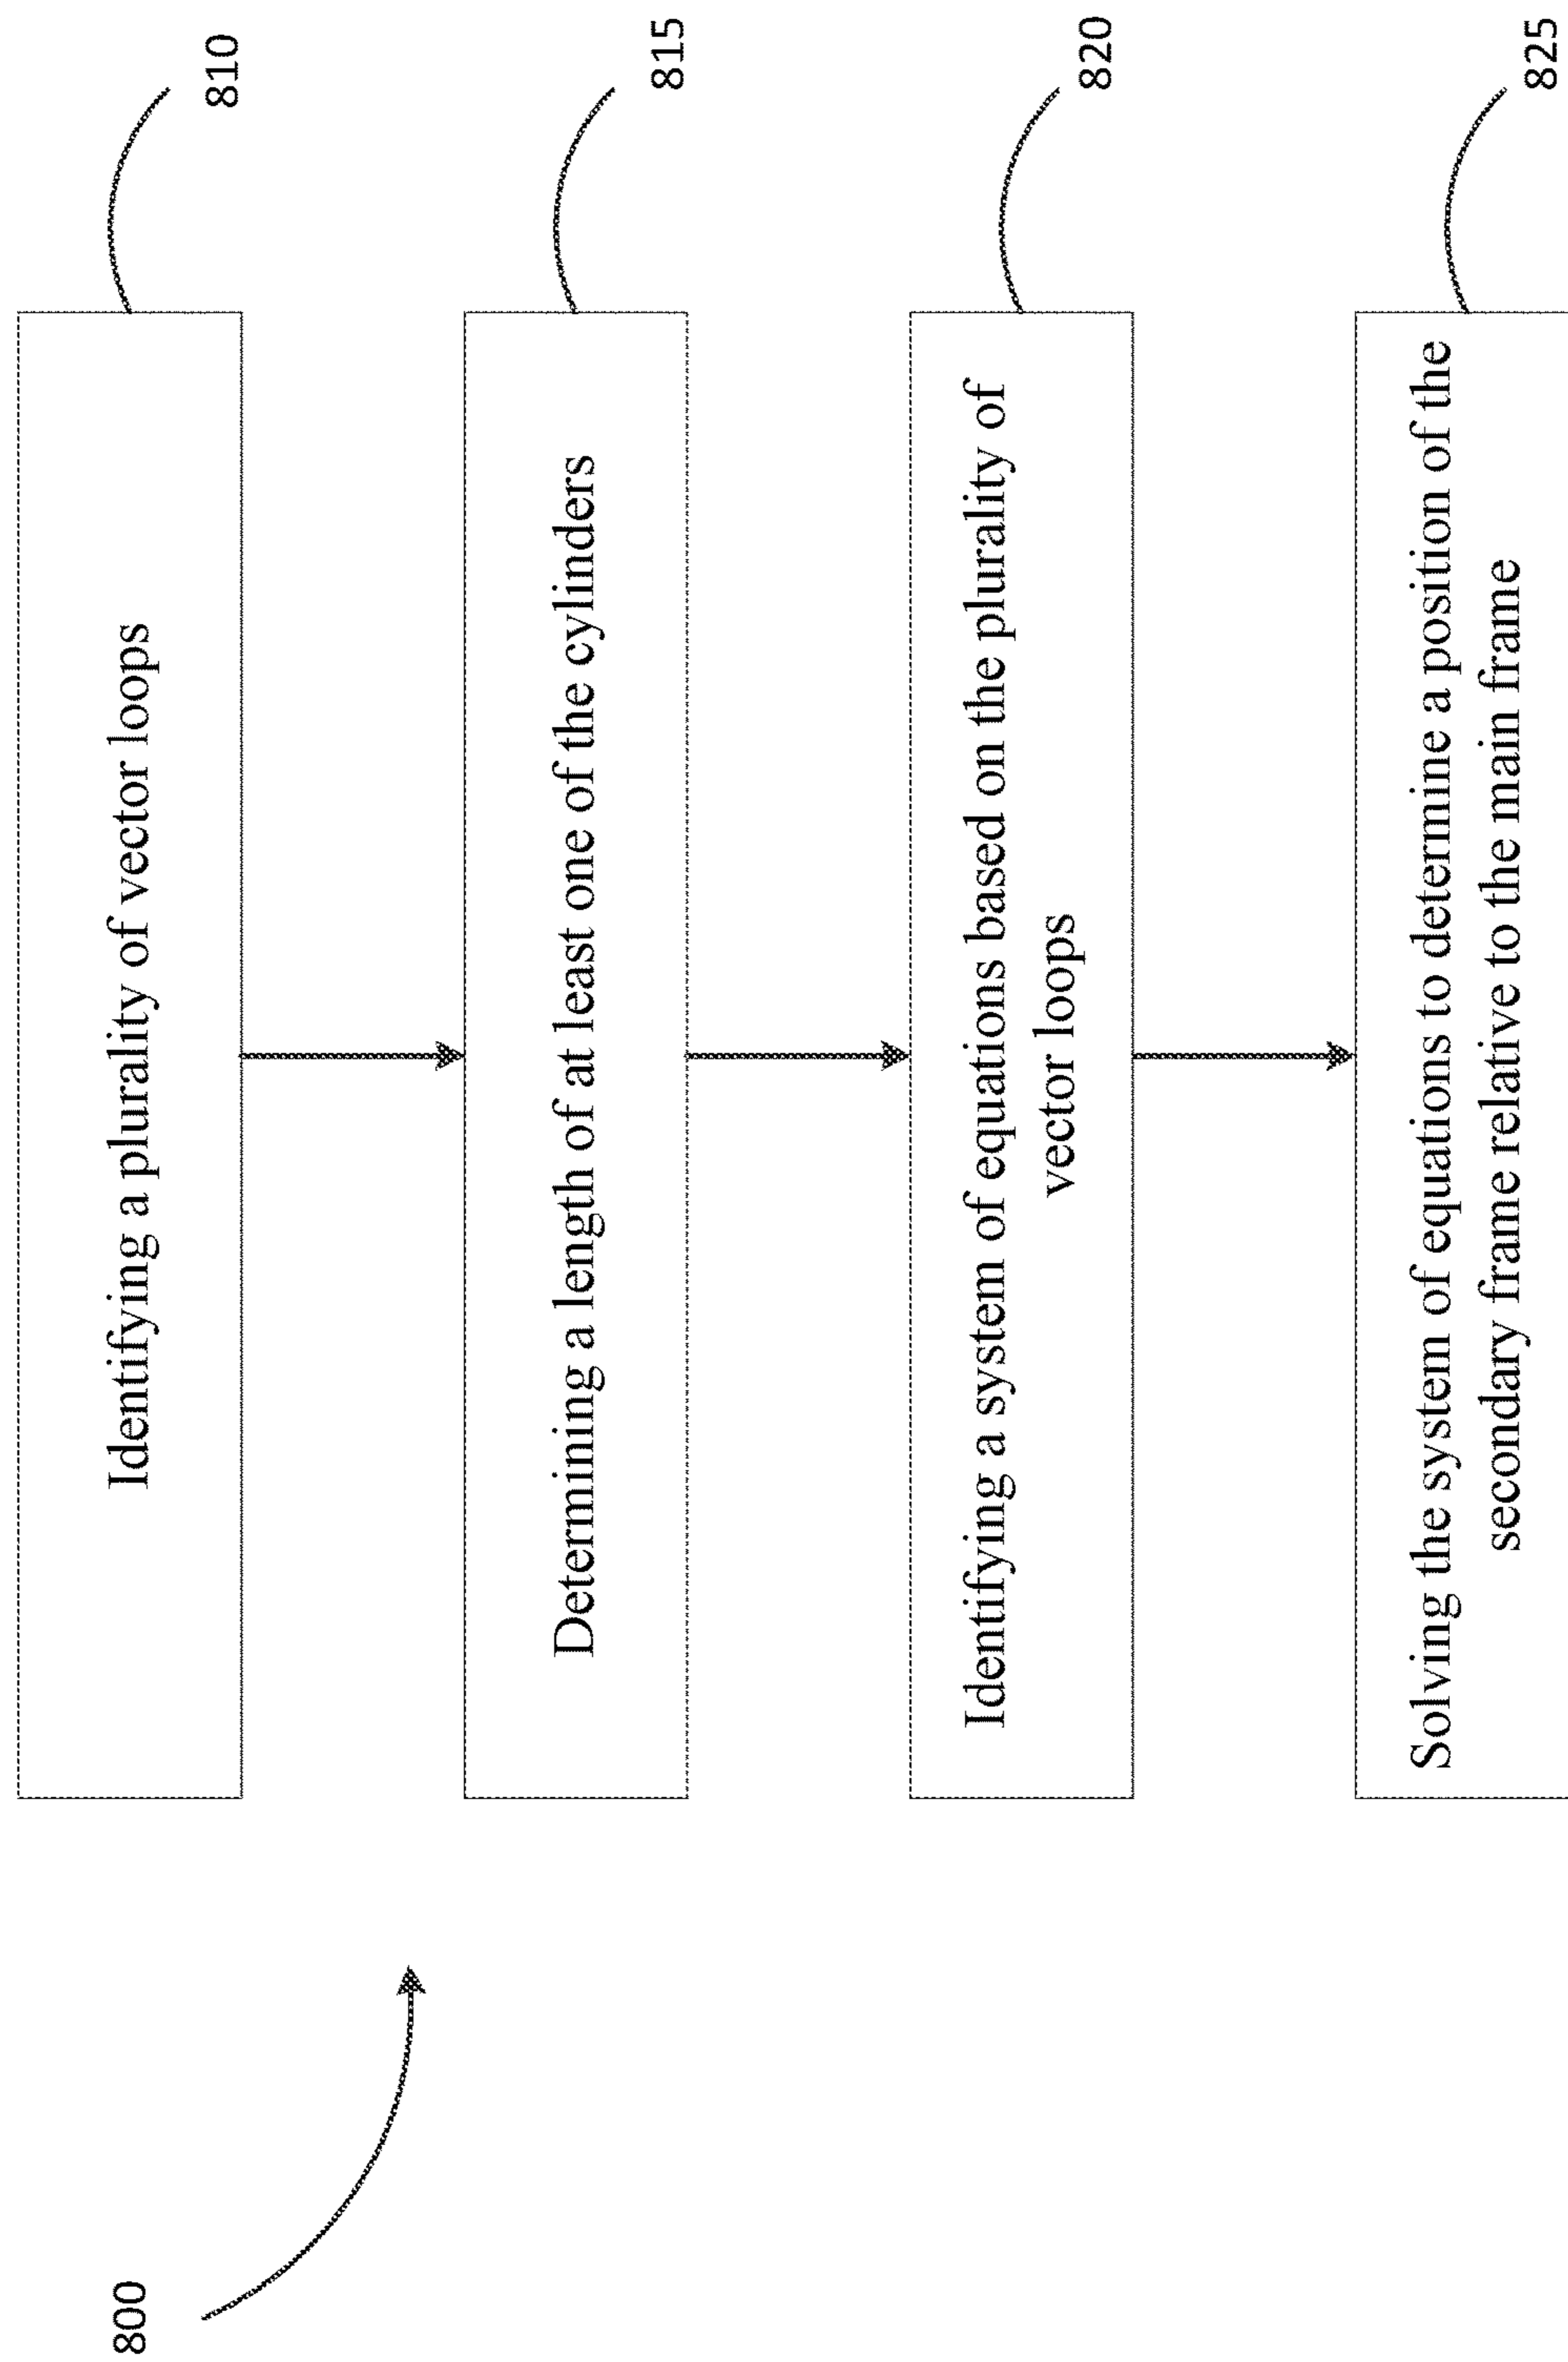 800
Identifying a plurality of vector loops
810
Determining a length of at least one of the cylinders
815
Identifying a system of equations based on the plurality of
vector loops
820
Solving the system of equations to determine a position of the
secondary frame relative to the main frame
825